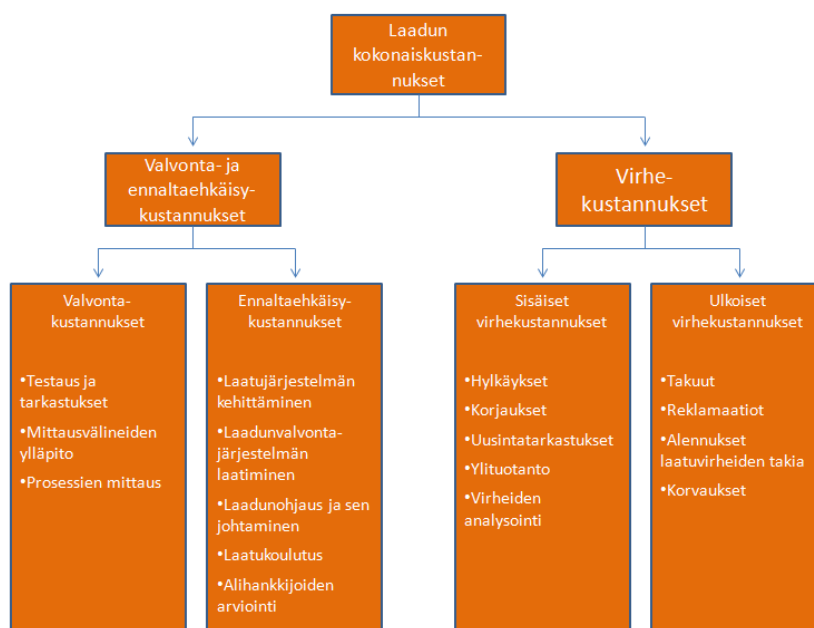 Laadun
kokonaiskustan-
nukset
Valvonta- ja
ennaltaehkäisy-
kustannukset
Virhe-
kustannukset
Valvonta-
kustannukset
•Testaus ja
tarkastukset
•Mittausvälineiden
ylläpito
•Prosessien mittaus
Ennaltaehkäisy-
kustannukset
•Laatujärjestelmän
kehittäminen
•Laadunvalvonta-
järjestelmän
laatiminen
•Laadunohjaus ja sen
johtaminen
•Laatukoulutus
•Alihankkijoiden
arviointi
Sisäiset
virhekustannukset
•Hylkäykset
•Korjaukset
•Uusintatarkastukset
•Ylituotanto
•Virheiden
analysointi
Ulkoiset
virhekustannukset
•Takuut
•Reklamaatiot
•Alennukset
laatuvirheiden takia
•Korvaukset